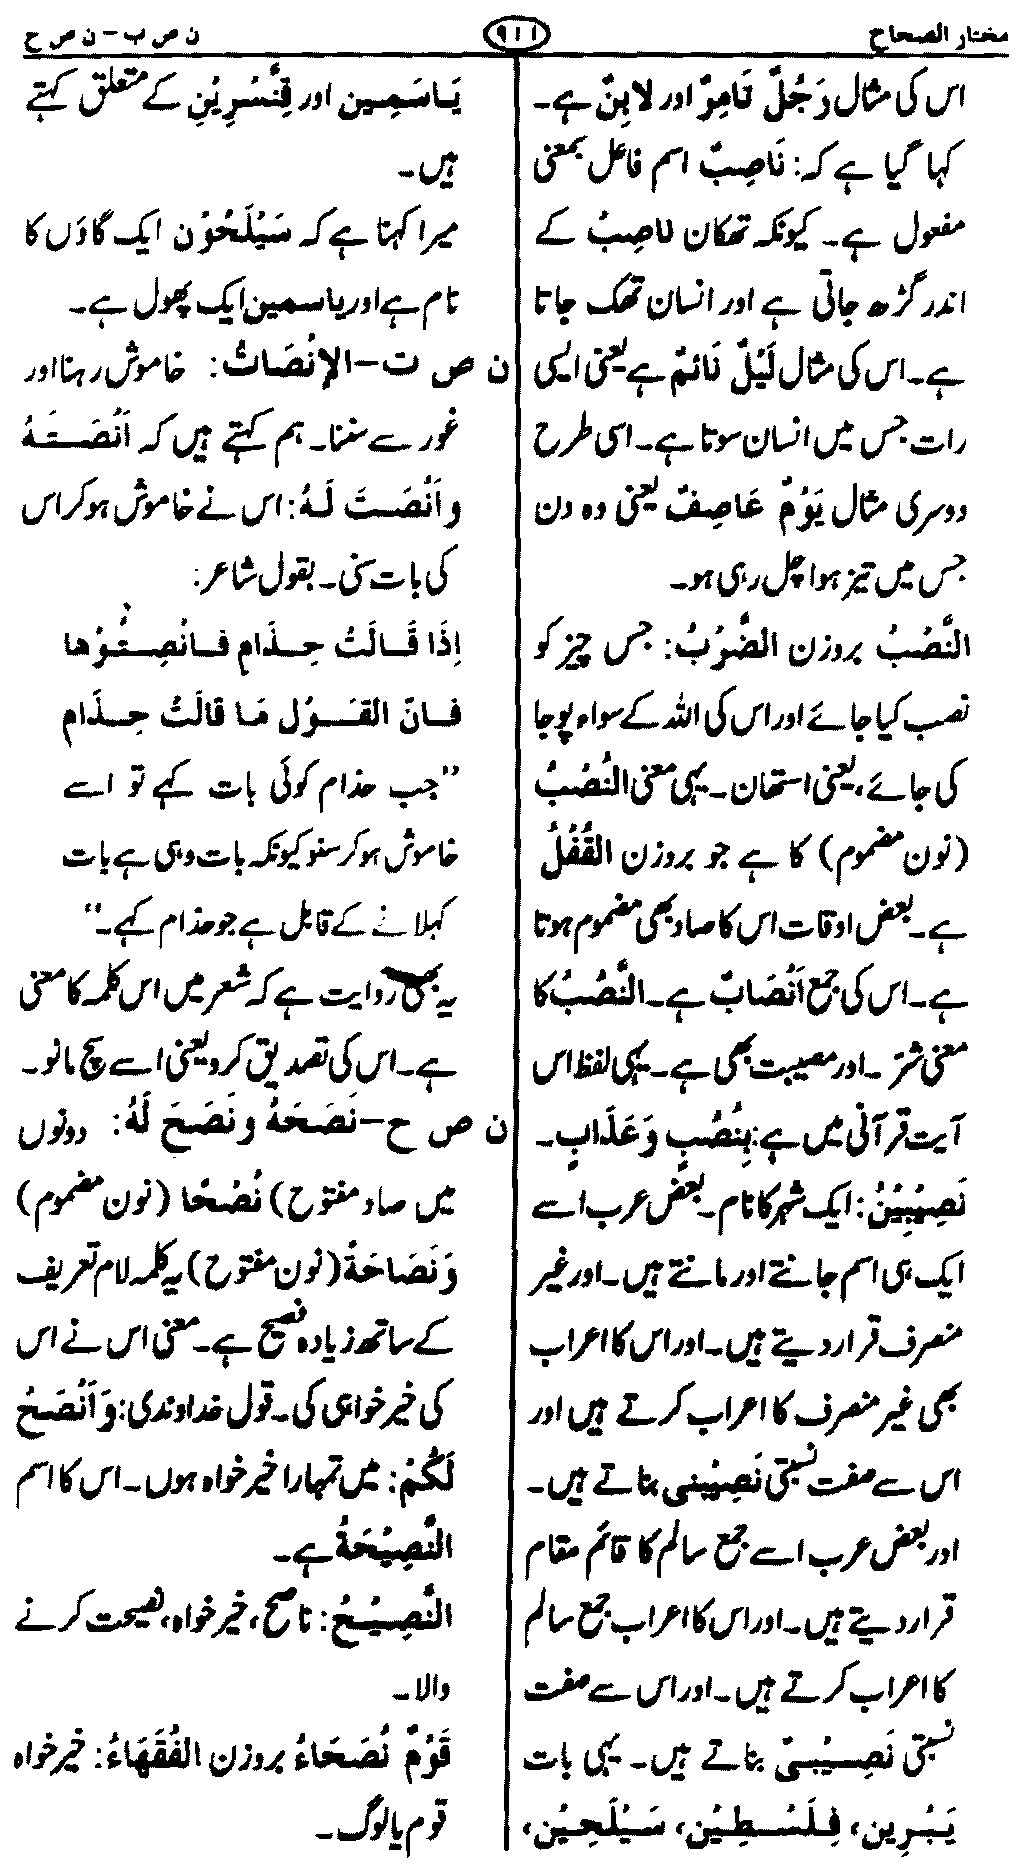 مختار الصحاح
۹۱۱
ن ص ب – ن ص ح
اس کی مثال رَجُلٌ تَامِرٌ اور لابِنٌ ہے۔
کہا گیا ہے کہ: نَاصِبٌ اسم فاعل بمعنی
مفعول ہے۔ کیونکہ تھکان ناصِبٌ کے
اندر گڑھ جاتی ہے اور انسان تھک جاتا
ہے۔ اس کی مثال لَیْلٌ نَائِمٌ ہے یعنی ایسی
رات جس میں انسان سوتا ہے۔ اسی طرح
دوسری مثال یَوْمٌ عَاصِفٌ یعنی وہ دن
جس میں تیز ہوا چل رہی ہو۔
النَّصْبُ بروزن الضَّرْبُ: جس چیز کو
نصب کیا جائے اور اس کی اللہ کے سواء پوجا
کی جائے، یعنی استھان۔ یہی معنی النُّصْبُ
(نون مضموم) کا ہے جو بروزن القُفْلُ
ہے۔ بعض اوقات اس کا صاد بھی مضموم ہوتا
ہے۔ اس کی جمع اَنْصَابٌ ہے۔ النُّصْبُ کا
معنی شرّ۔ اور مصیبت بھی ہے۔ یہی لفظ اس
آیت قرآنی میں ہے: بِنُصْبٍ وَعَذَابٍ۔
نَصِیْبِیْنُ: ایک شہر کا نام۔ بعض عرب اسے
ایک ہی اسم جانتے اور مانتے ہیں۔ اور غیر
منصرف قرار دیتے ہیں۔ اور اس کا اعراب
بھی غیر منصرف کا اعراب کرتے ہیں اور
اس سے صفت نسبتی نَصِیْبِیْنی بناتے ہیں۔
اور بعض عرب اسے جمع سالم کا قائم مقام
قرار دیتے ہیں۔ اور اس کا اعراب جمع سالم
کا اعراب کرتے ہیں۔ اور اس سے صفت
نسبتی نَصِیْبِیّ بناتے ہیں۔ یہی بات
یَبْرِین، فِلَسْطِیْن، سَیْلَحِیْن،
یَاسَمِین اور قِنَّسْرِیْن کے متعلق کہتے
ہیں۔
میرا کہنا ہے کہ سَیْلَحُوْن ایک گاؤں کا
نام ہے اور یاسمین ایک پھول ہے۔
ن ص ت – الاِنْصَاتُ: خاموش رہنا اور
غور سے سننا۔ ہم کہتے ہیں کہ اَنْصَتَہُ
و اَنْصَتَ لَہُ: اس نے خاموش ہو کر اس
کی بات سنی۔ بقول شاعر:
اِذَا قَالَتْ حِذَامِ فَانْصِتُوْھا
فَاِنَّ القَوْل مَا قالَتْ حِذَام
"جب حذام کوئی بات کہے تو اسے
خاموش ہو کر سنو کیونکہ بات وہی ہے بات
کہلانے کے قابل ہے جو حذام کہے۔"
یہ بھی روایت ہے کہ شعر میں اس کلمہ کا معنی
ہے۔ اس کی تصدیق کرو یعنی اسے سچ مانو۔
ن ص ح – نَصَحَہُ و نَصَحَ لَہُ: دونوں
میں صاد مفتوح) نُصْحًا (نون مضموم)
وَنَصَاحَۃً (نون مفتوح) یہ کلمہ لام تعریف
کے ساتھ زیادہ فصیح ہے۔ معنی اس نے اس
کی خیر خواہی کی۔ قول خداوندی: وَ اَنْصَحُ
لَکُمْ: میں تمہارا خیر خواہ ہوں۔ اس کا اسم
النَّصِیْحَۃُ ہے۔
النَّصِیْحُ: ناصح، خیر خواہ، نصیحت کرنے
والا۔
قَوْمٌ نُصَحَاءُ بروزن الفُقَھَاءُ: خیر خواہ
قوم یا لوگ۔